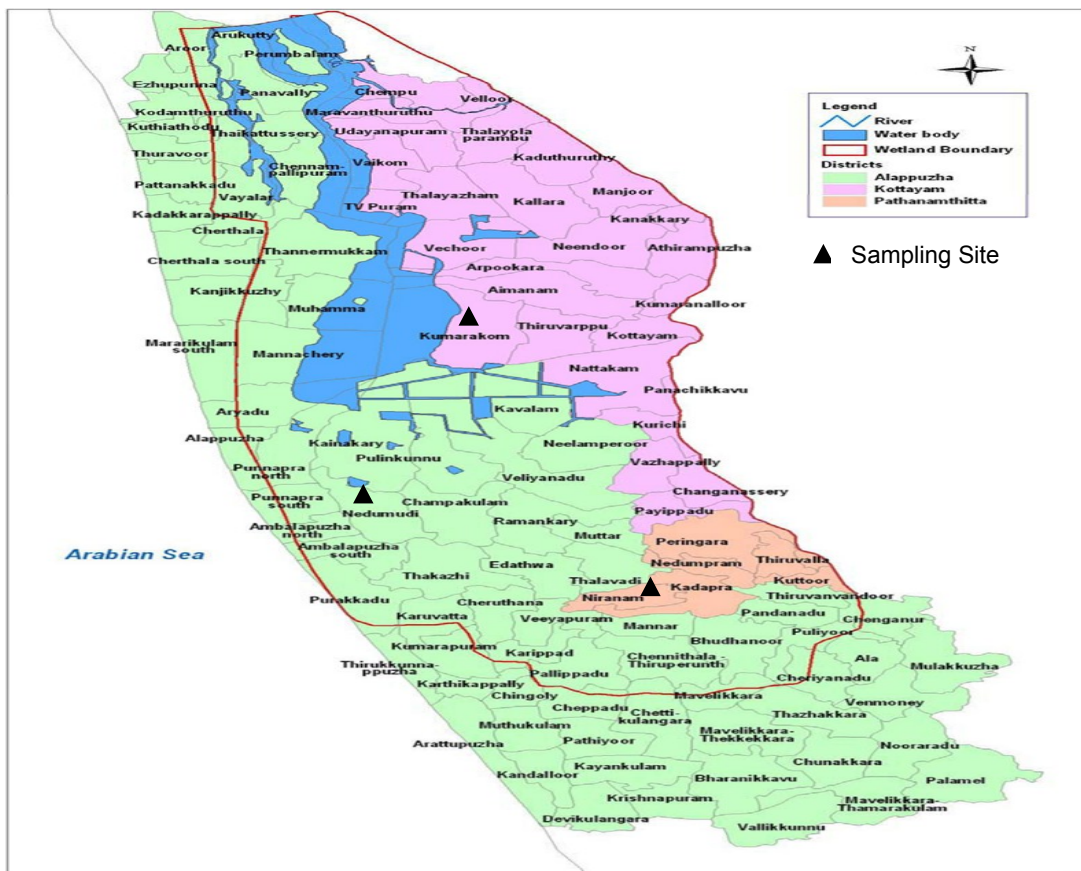 Arukutty
Aroor
Perumbalam
N
Ezhupunna
Panavally
Chempu
Velloor
Kodamthuruthu
Maravanthuruthu
Kuthiathodu
Thaikattussery
Udayanapuram
Thalayola
parambu
Thuravoor
Chennam-
pallipuram
Vaikom
Kaduthuruthy
Pattanakkadu
Vayalar
Thalayazham
Kallara
Manjoor
Kadakkarappally
TV Puram
Kanakkary
Cherthala
Thannermukkam
Vechoor
Neendoor
Athirampuzha
Cherthala south
Arpookara
Kanjikkuzhy
Aimanam
Muhamma
Kumaranalloor
Mararikulam
south
Mannachery
Kumarakom
Thiruvarppu
Kottayam
Nattakam
Panachikkavu
Aryadu
Kavalam
Kurichi
Alappuzha
Kainakary
Neelamperoor
Pulinkunnu
Vazhappally
Punnapra
north
Veliyanadu
Changanassery
Punnapra
south
Champakulam
Nedumudi
Payippadu
Ambalapuzha
north
Ramankary
Muttar
Peringara
Ambalapuzha
south
Edathwa
Nedumpram
Thiruvalla
Thakazhi
Thalavadi
Kadapra
Kuttoor
Niranam
Thiruvanvandoor
Purakkadu
Cheruthana
Karuvatta
Veeyapuram
Mannar
Pandanadu
Chenganur
Bhudhanoor
Puliyoor
Kumarapuram
Karippad
Chennithala -
Thiruperunth
Ala
Thirukkunna-
ppuzha
Pallippadu
Mulakkuzha
Karthikappally
Cheriyanadu
Chingoly
Mavelikkara
Venmoney
Cheppadu
Chetti-
kulangara
Thazhakkara
Muthukulam
Mavelikkara-
Thekkekkara
Arattupuzha
Pathiyoor
Nooraradu
Chunakkara
Kayankulam
Kandalloor
Bharanikkavu
Palamel
Krishnapuram
Mavelikkara-
Thamarakulam
Devikulangara
Vallikkunnu
Arabian Sea
Legend
River
Water body
Wetland Boundary
Districts
Alappuzha
Kottayam
Pathanamthitta
Sampling Site